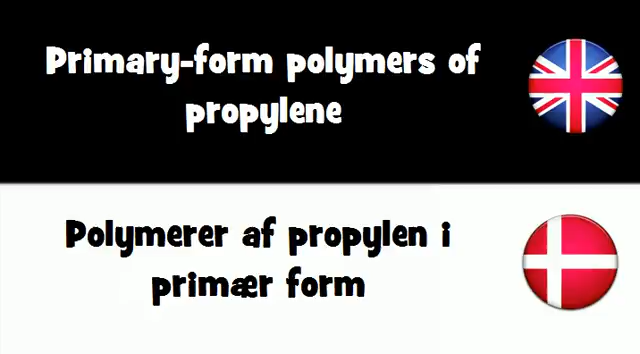 Primary-form polymers of
propylene
Polymerer af propylen i
primær form